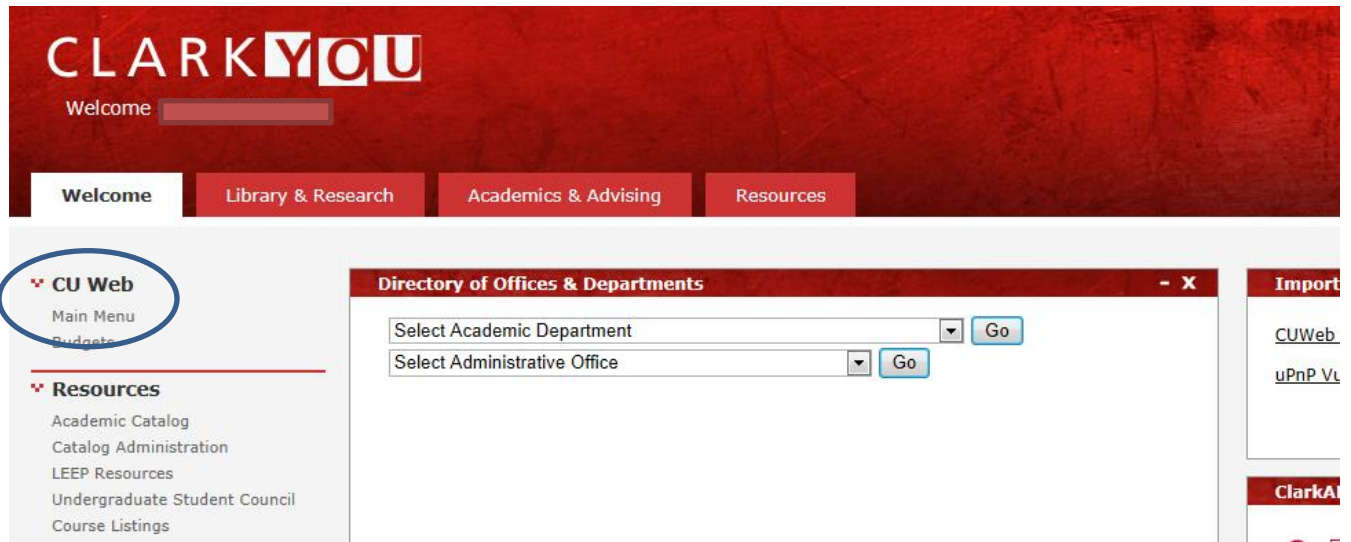 CLARKYOU
Welcome
Welcome
Library & Research
Academics & Advising
Resources
CU Web
Main Menu
Budgets
Resources
Academic Catalog
Catalog Administration
LEEP Resources
Undergraduate Student Council
Course Listings
Directory of Offices & Departments
- X
Select Academic Department
Go
Select Administrative Office
Go
Import
CUWeb
uPnP Vu
ClarkAl